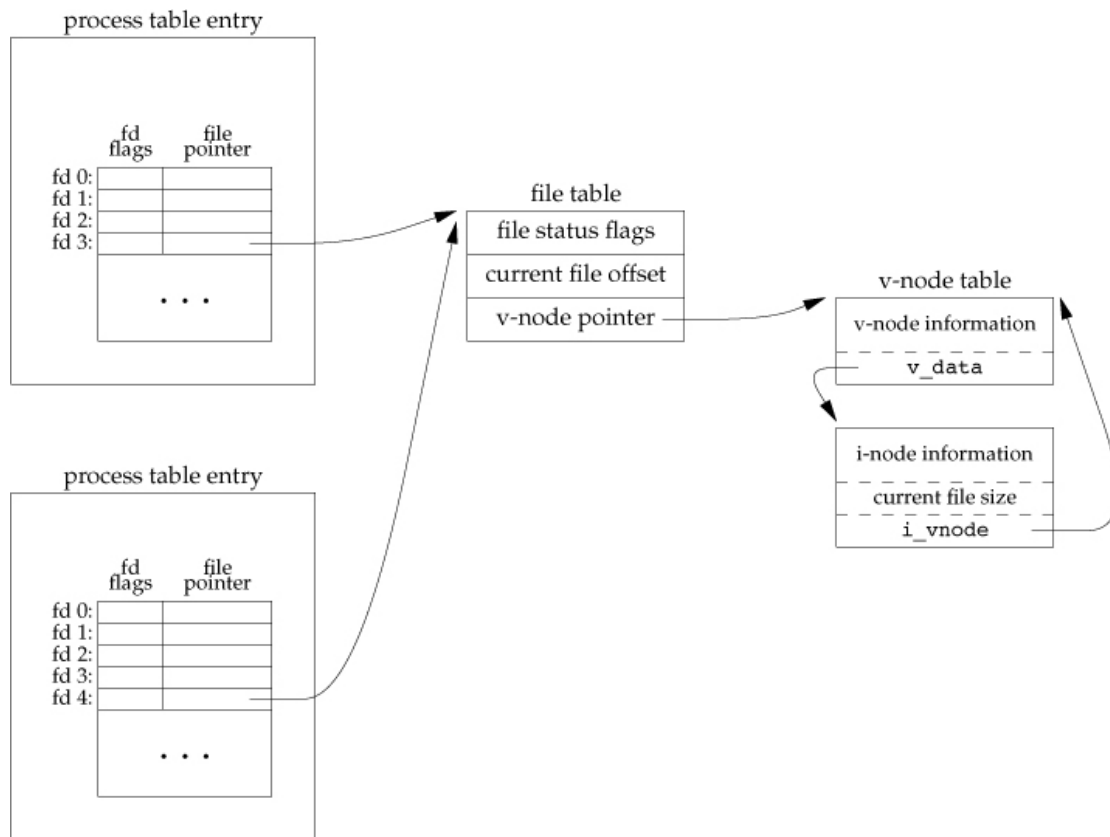 process table entry
fd
flags
file
pointer
fd 0:
fd 1:
fd 2:
fd 3:
. . .
process table entry
fd
flags
file
pointer
fd 0:
fd 1:
fd 2:
fd 3:
fd 4:
. . .
file table
file status flags
current file offset
v-node pointer
v-node table
v-node information
v_data
i-node information
current file size
i_vnode